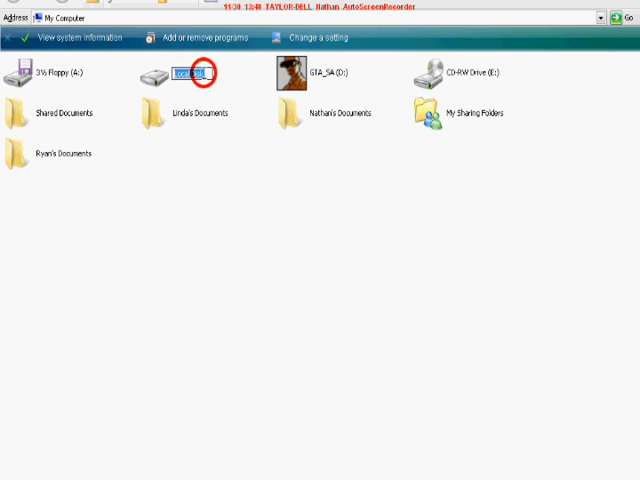 11/30 13:48 TAYLOR-DELL Nathan AutoScreenRecorder
Address My Computer Go
View system information Add or remove programs Change a setting
3½ Floppy (A:) Local Disk GTA_SA (D:) CD-RW Drive (E:)
Shared Documents Linda's Documents Nathan's Documents My Sharing Folders
Ryan's Documents